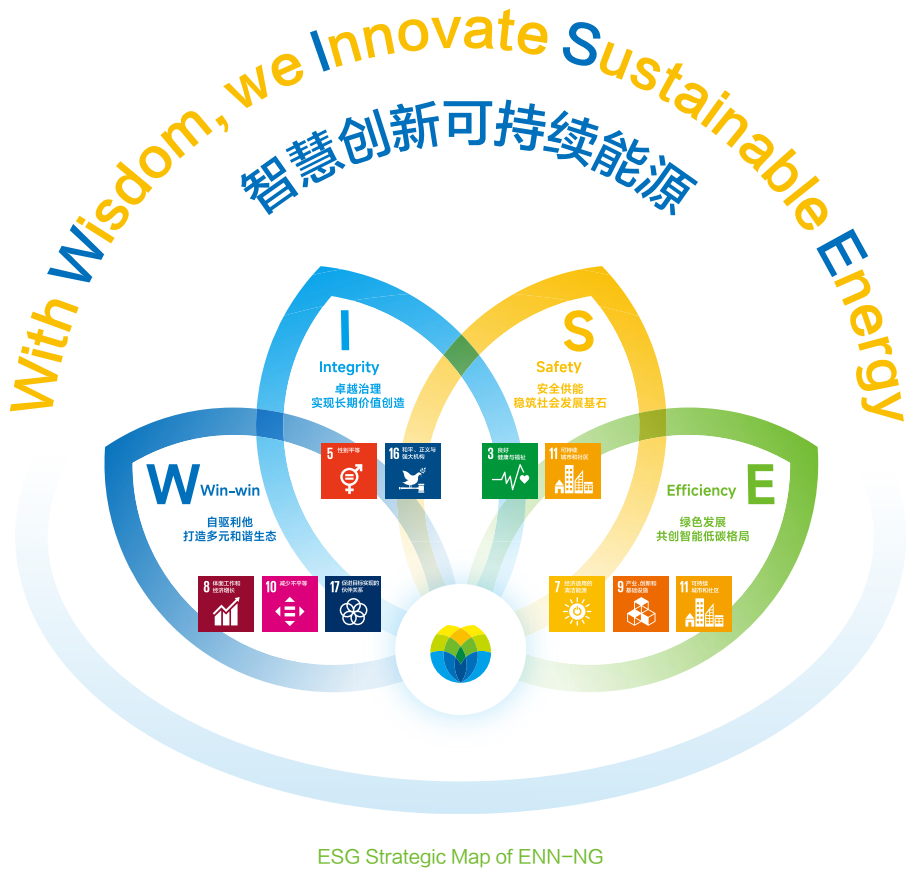 With Wisdom, we Innovate Sustainable Energy
智慧创新可持续能源
I
Integrity
卓越治理
实现长期价值创造
S
Safety
安全供能
稳筑社会发展基石
5 性别平等
16 和平、正义与
强大机构
3 良好
健康与福祉
11 可持续
城市和社区
W Win-win
自驱利他
打造多元和谐生态
Efficiency E
绿色发展
共创智能低碳格局
8 体面工作和
经济增长
10 减少不平等
17 促进目标实现的
伙伴关系
7 经济适用的
清洁能源
9 产业、创新和
基础设施
11 可持续
城市和社区
ESG Strategic Map of ENN-NG